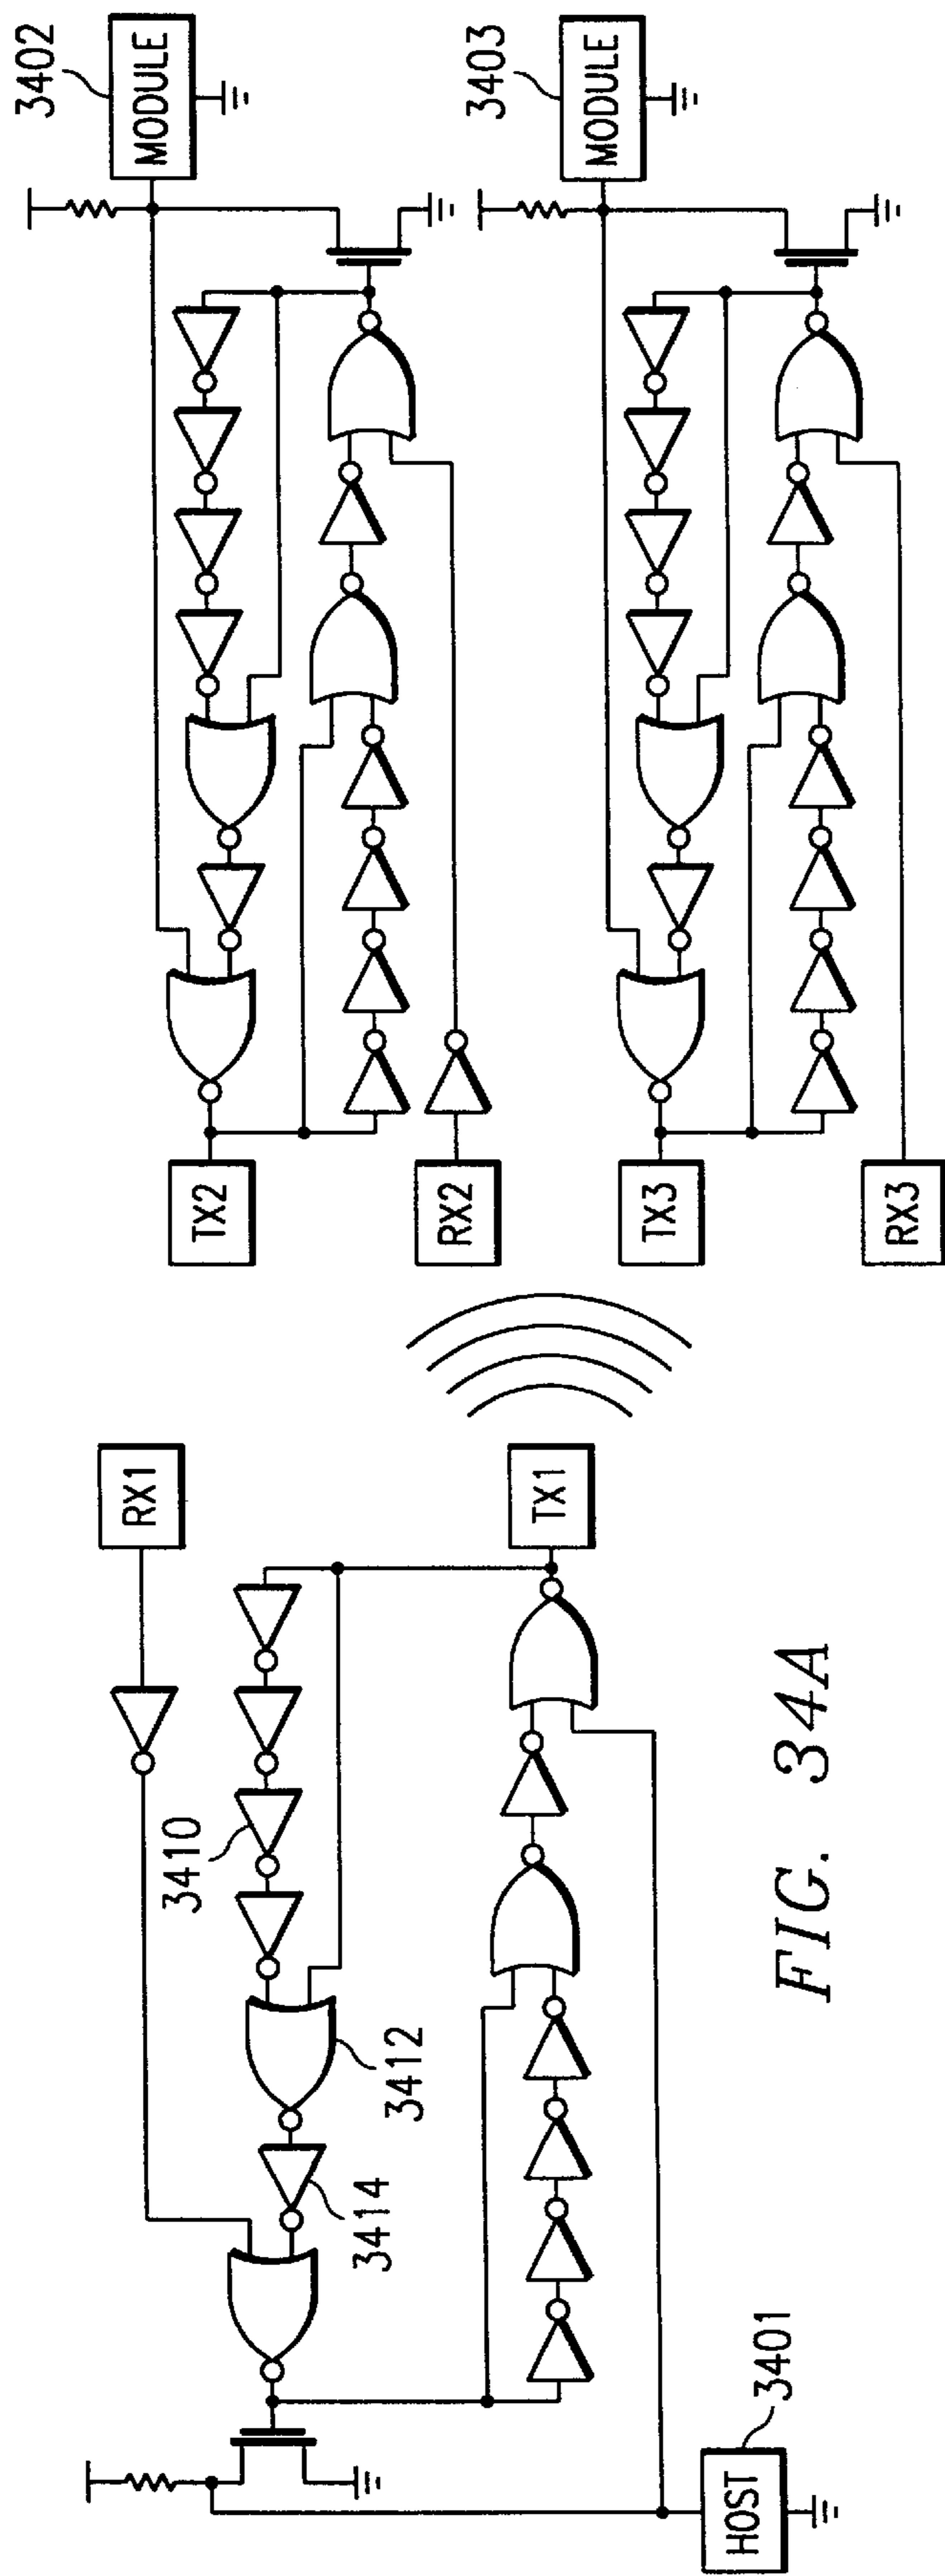 3402
MODULE
3403
MODULE
TX2
RX2
TX3
RX3
RX1
TX1
3410
3412
3414
3401
HOST
FIG. 34A